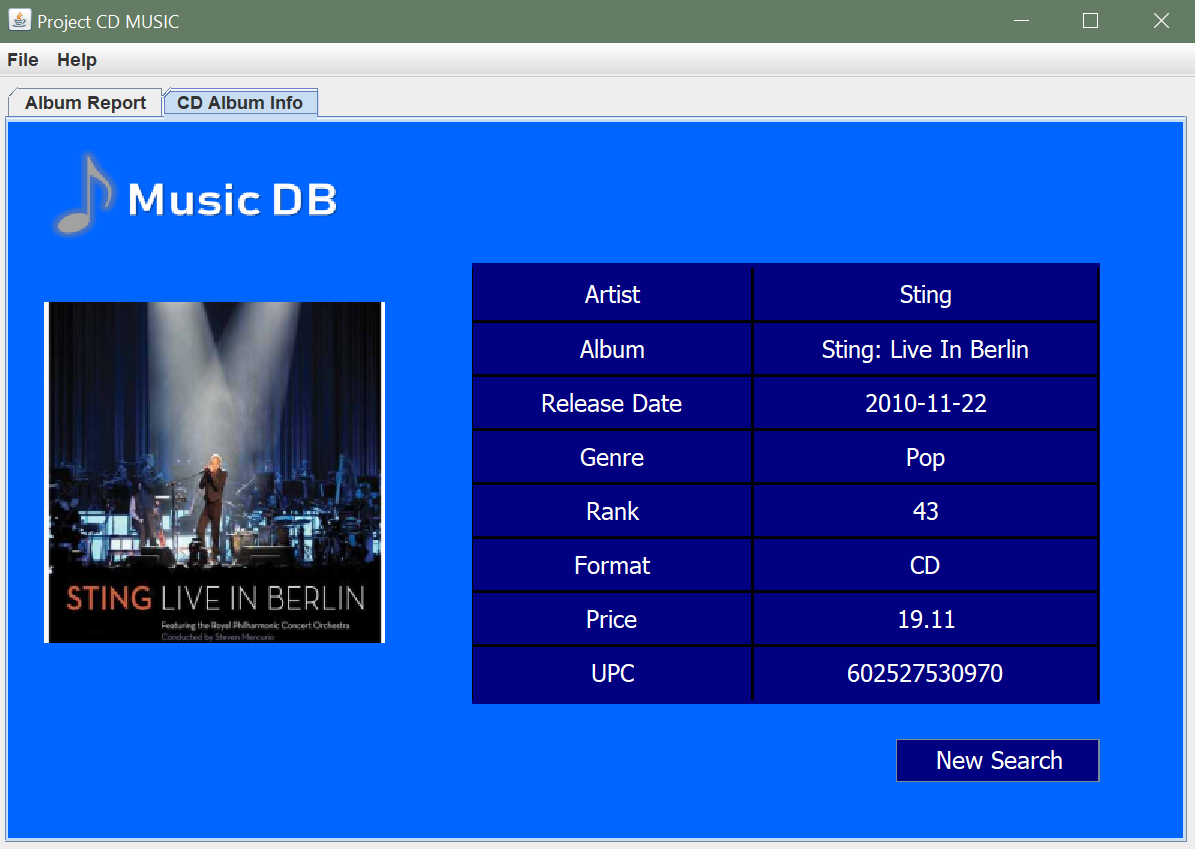 Project CD MUSIC
File Help
Album Report CD Album Info
Music DB
Artist Sting
Album Sting: Live In Berlin
Release Date 2010-11-22
Genre Pop
Rank 43
Format CD
Price 19.11
UPC 602527530970
STING LIVE IN BERLIN
Featuring the Royal Philharmonic Concert Orchestra
Conducted by Steven Mercurio
New Search